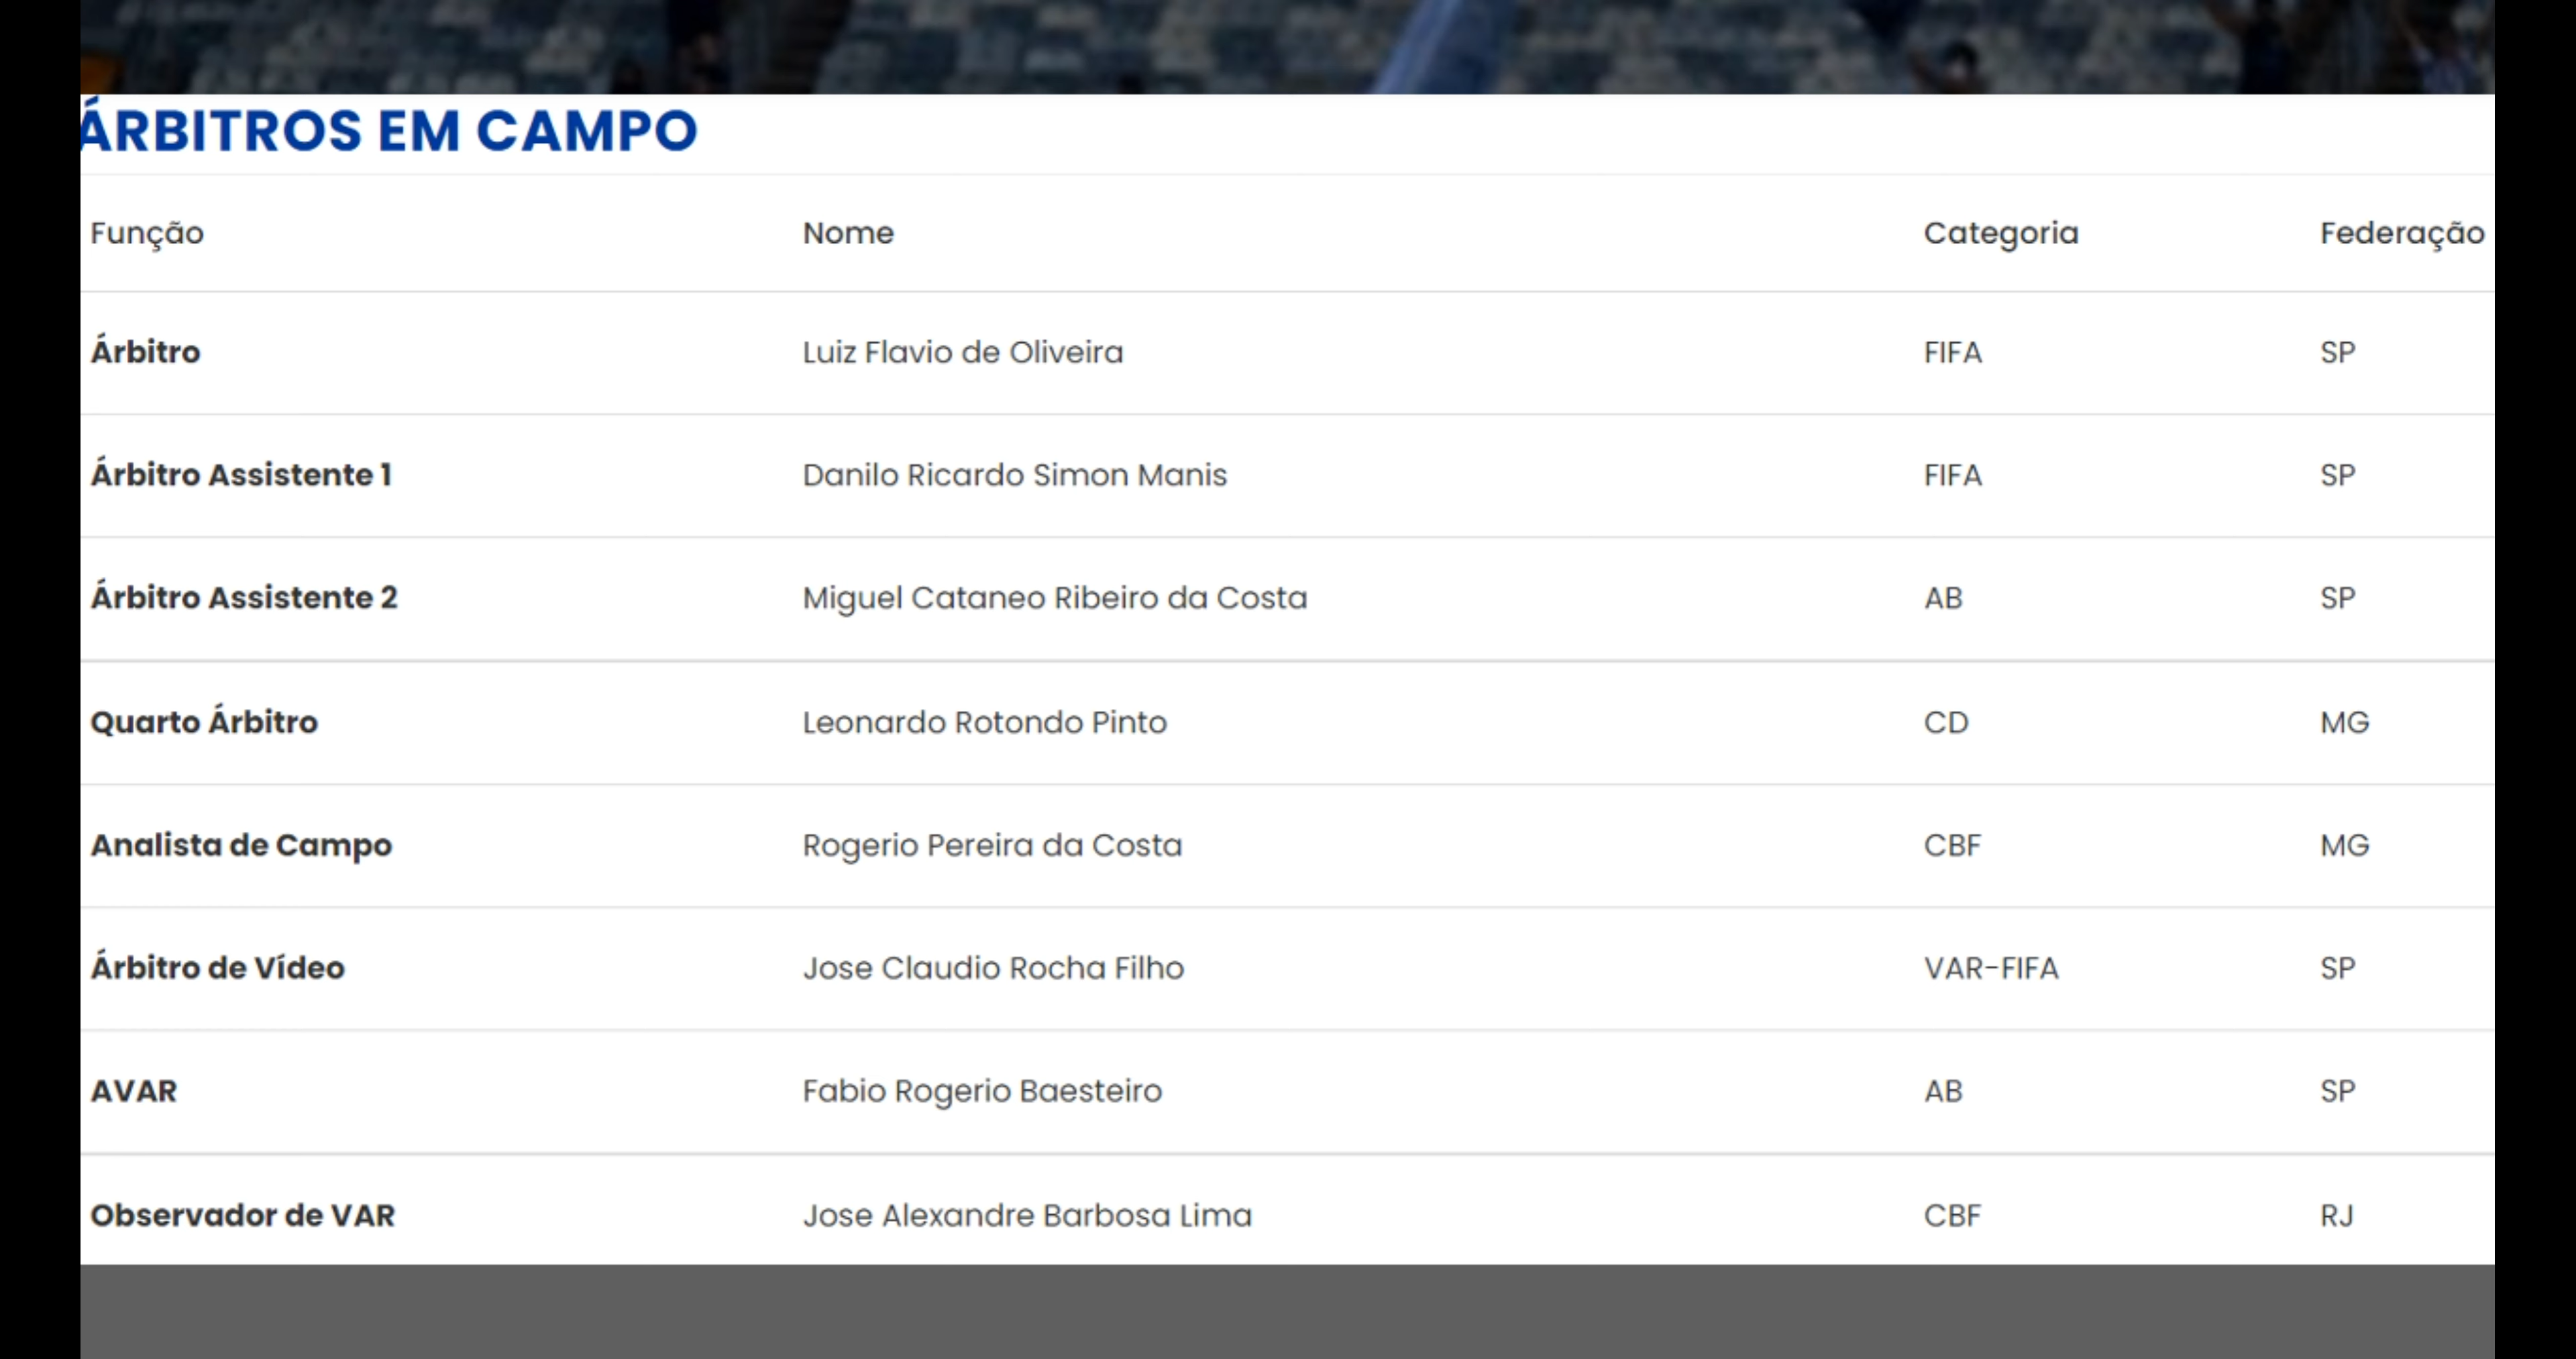 ÁRBITROS EM CAMPO
Função Nome Categoria Federação
Árbitro Luiz Flavio de Oliveira FIFA SP
Árbitro Assistente 1 Danilo Ricardo Simon Manis FIFA SP
Árbitro Assistente 2 Miguel Cataneo Ribeiro da Costa AB SP
Quarto Árbitro Leonardo Rotondo Pinto CD MG
Analista de Campo Rogerio Pereira da Costa CBF MG
Árbitro de Vídeo Jose Claudio Rocha Filho VAR-FIFA SP
AVAR Fabio Rogerio Baesteiro AB SP
Observador de VAR Jose Alexandre Barbosa Lima CBF RJ